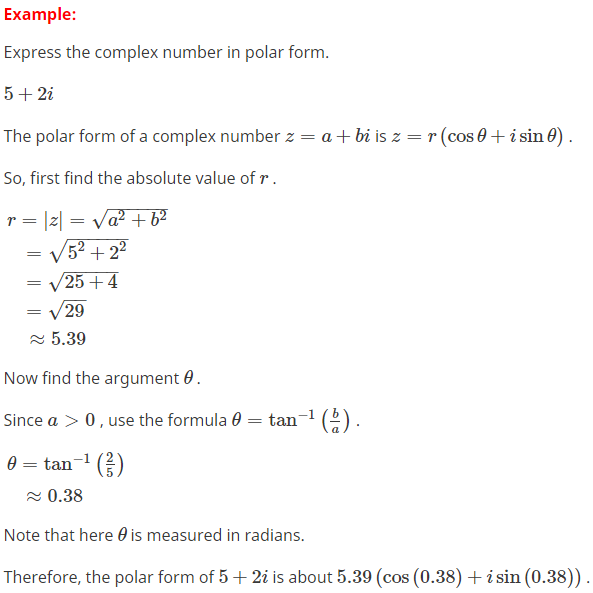 Example:
Express the complex number in polar form.
5 + 2i
The polar form of a complex number z = a + bi is z = r (cos θ + i sin θ) .
So, first find the absolute value of r .
r = |z| = √(a² + b²)
= √(5² + 2²)
= √(25 + 4)
= √29
≈ 5.39
Now find the argument θ .
Since a > 0 , use the formula θ = tan⁻¹ (b/a) .
θ = tan⁻¹ (2/5)
≈ 0.38
Note that here θ is measured in radians.
Therefore, the polar form of 5 + 2i is about 5.39 (cos (0.38) + i sin (0.38)) .